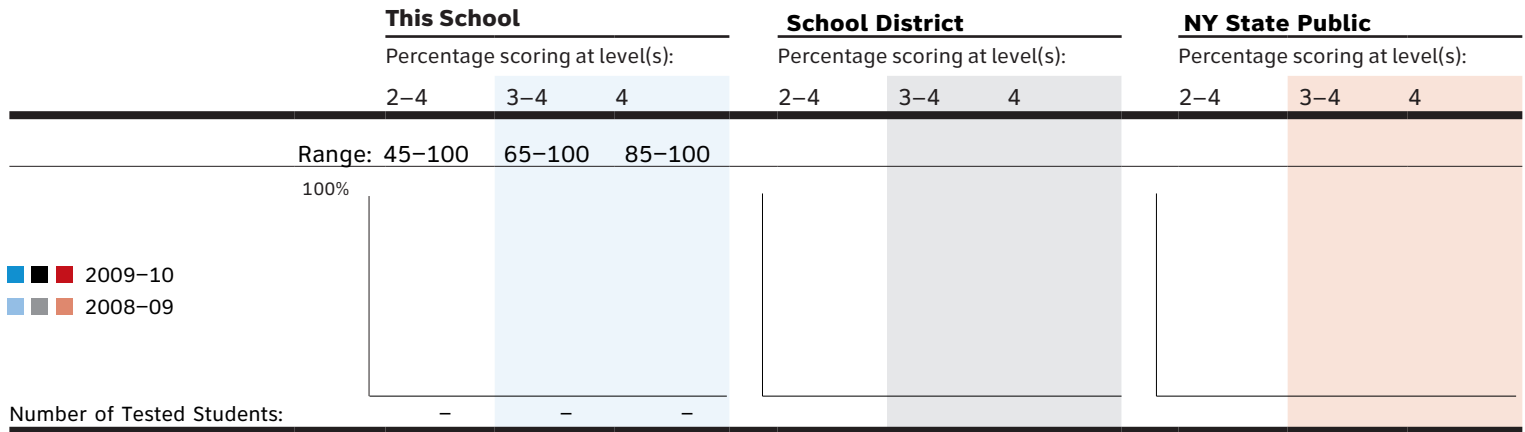 This School School District NY State Public
Percentage scoring at level(s): Percentage scoring at level(s): Percentage scoring at level(s):
2–4 3–4 4 2–4 3–4 4 2–4 3–4 4
Range: 45–100 65–100 85–100
100%
2009–10
2008–09
Number of Tested Students: – – –